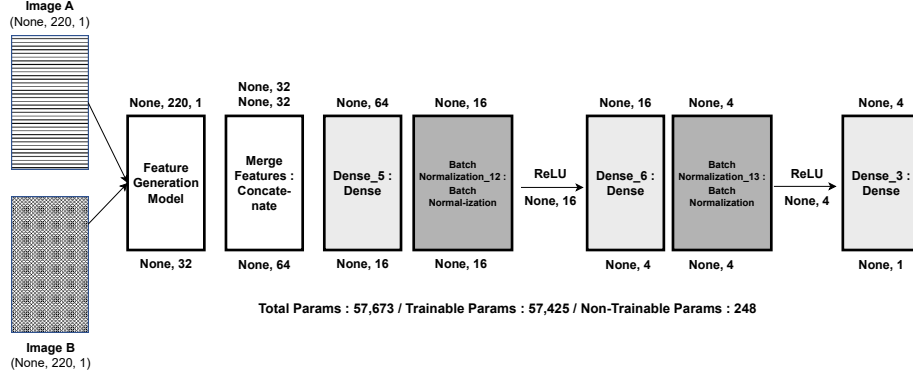 Image A
(None, 220, 1)
None, 220, 1
Feature
Generation
Model
None, 32
None, 32
None, 32
Merge
Features :
Concate-
nate
None, 64
None, 64
Dense_5 :
Dense
None, 16
None, 16
Batch
Normalization_12 :
Batch
Normal-ization
None, 16
ReLU
None, 16
None, 16
Dense_6 :
Dense
None, 4
None, 4
Batch
Normalization_13 :
Batch
Normalization
None, 4
ReLU
None, 4
None, 4
Dense_3 :
Dense
None, 1
Total Params : 57,673 / Trainable Params : 57,425 / Non-Trainable Params : 248
Image B
(None, 220, 1)